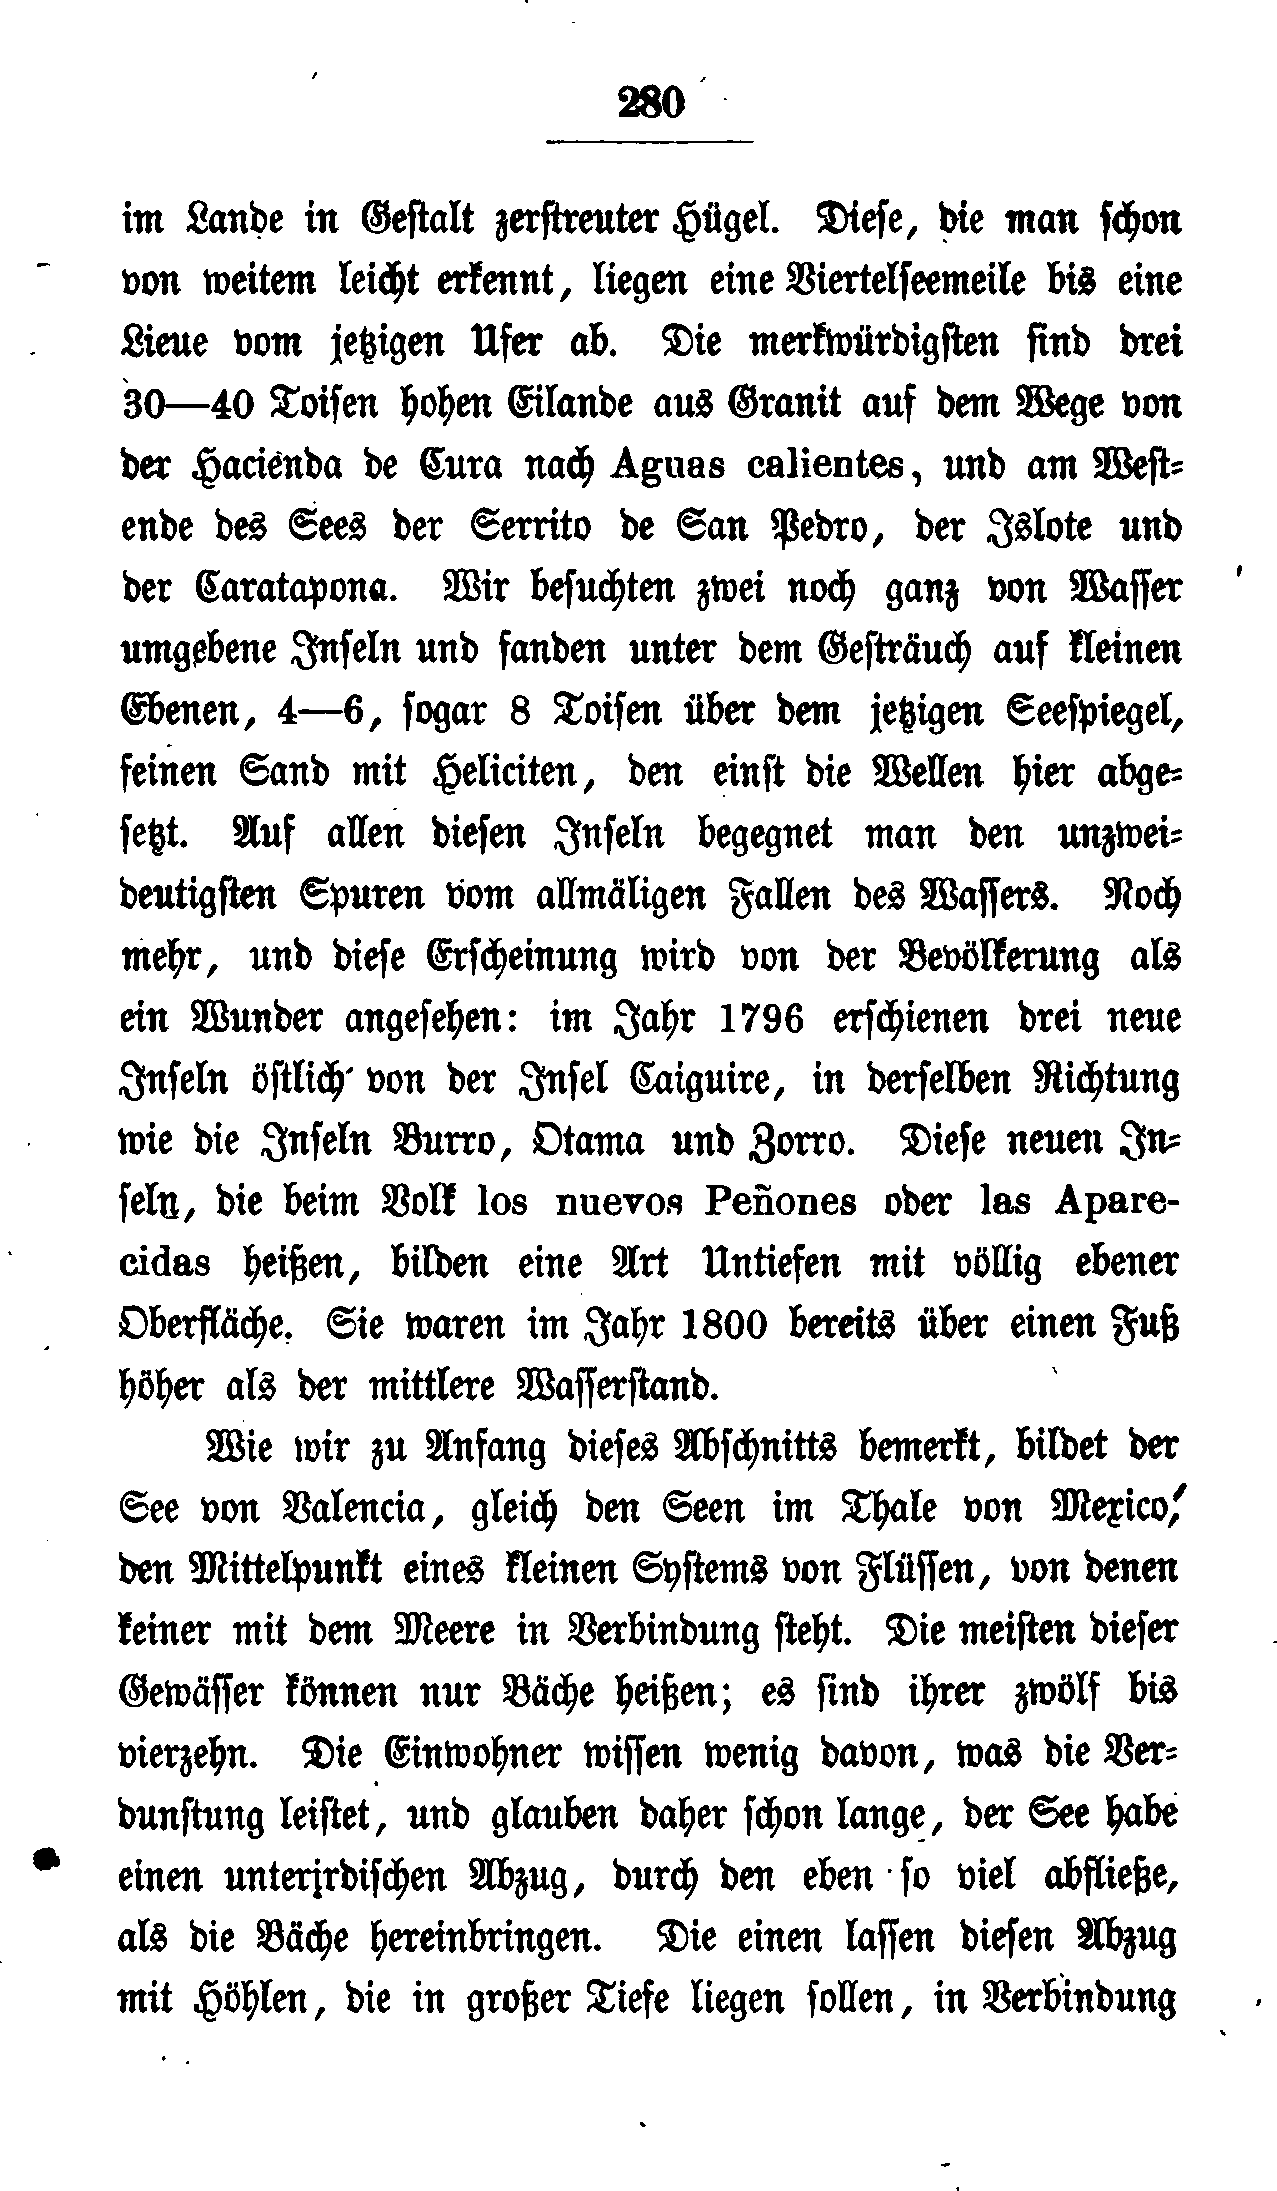 280
im Lande in Gestalt zerstreuter Hügel. Diese, die man schon
von weitem leicht erkennt, liegen eine Viertelseemeile bis eine
Lieue vom jetzigen Ufer ab. Die merkwürdigsten sind drei
30—40 Toisen hohen Eilande aus Granit auf dem Wege von
der Hacienda de Cura nach Aguas calientes, und am West-
ende des Sees der Serrito de San Pedro, der Islote und
der Caratapona. Wir besuchten zwei noch ganz von Wasser
umgebene Inseln und fanden unter dem Gesträuch auf kleinen
Ebenen, 4—6, sogar 8 Toisen über dem jetzigen Seespiegel,
feinen Sand mit Heliciten, den einst die Wellen hier abge-
setzt. Auf allen diesen Inseln begegnet man den unzwei-
deutigsten Spuren vom allmäligen Fallen des Wassers. Noch
mehr, und diese Erscheinung wird von der Bevölkerung als
ein Wunder angesehen: im Jahr 1796 erschienen drei neue
Inseln östlich von der Insel Caiguire, in derselben Richtung
wie die Inseln Burro, Otama und Zorro. Diese neuen In-
seln, die beim Volk los nuevos Peñones oder las Apare-
cidas heißen, bilden eine Art Untiefen mit völlig ebener
Oberfläche. Sie waren im Jahr 1800 bereits über einen Fuß
höher als der mittlere Wasserstand.
Wie wir zu Anfang dieses Abschnitts bemerkt, bildet der
See von Valencia, gleich den Seen im Thale von Mexico,
den Mittelpunkt eines kleinen Systems von Flüssen, von denen
keiner mit dem Meere in Verbindung steht. Die meisten dieser
Gewässer können nur Bäche heißen; es sind ihrer zwölf bis
vierzehn. Die Einwohner wissen wenig davon, was die Ver-
dunstung leistet, und glauben daher schon lange, der See habe
einen unterirdischen Abzug, durch den eben so viel abfließe,
als die Bäche hereinbringen. Die einen lassen diesen Abzug
mit Höhlen, die in großer Tiefe liegen sollen, in Verbindung